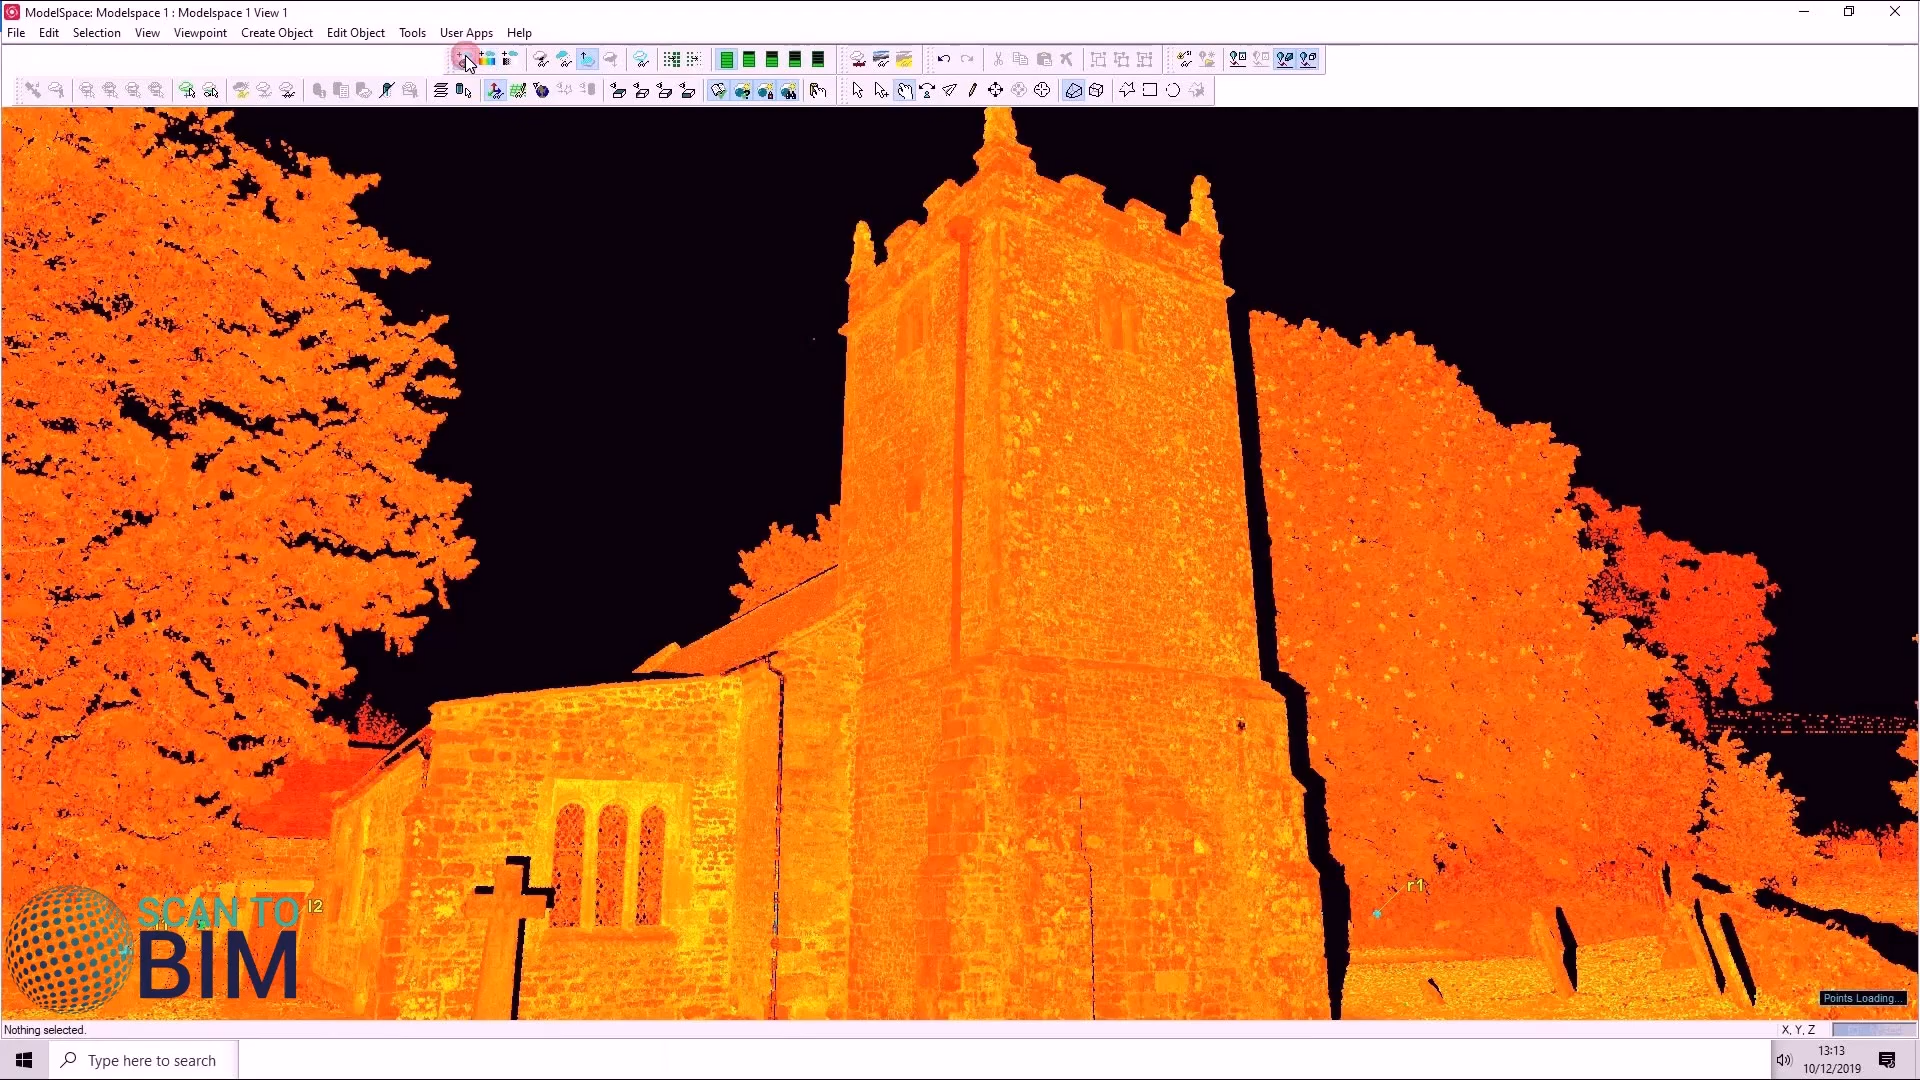 ModelSpace: Modelspace 1 : Modelspace 1 View 1
File Edit Selection View Viewpoint Create Object Edit Object Tools User Apps Help
r1
SCAN TO
BIM
l2
Points Loading...
Nothing selected.
X, Y, Z
Type here to search
13:13
10/12/2019